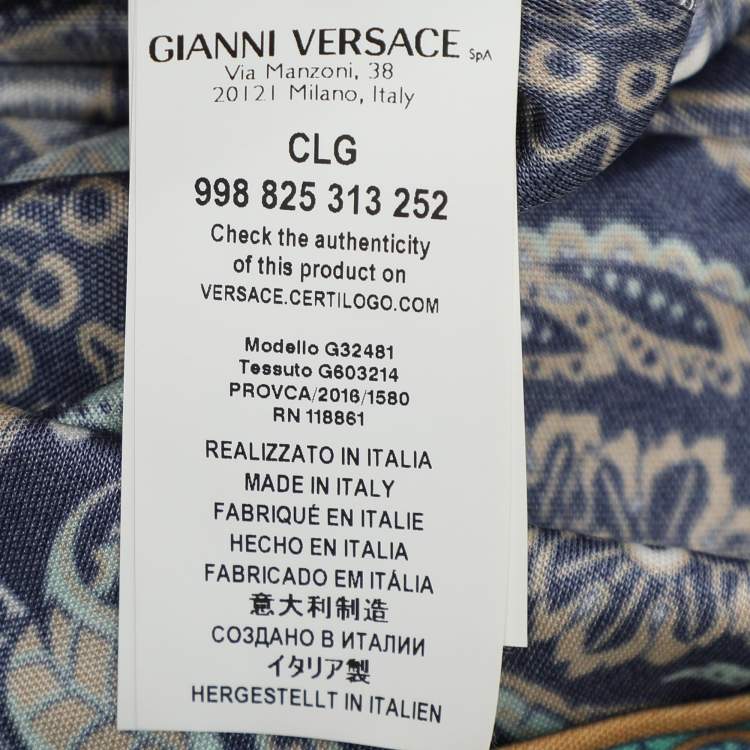 GIANNI VERSACE SpA
Via Manzoni, 38
20121 Milano, Italy
CLG
998 825 313 252
Check the authenticity
of this product on
VERSACE.CERTILOGO.COM
Modello G32481
Tessuto G603214
PROVCA/2016/1580
RN 118861
REALIZZATO IN ITALIA
MADE IN ITALY
FABRIQUÉ EN ITALIE
HECHO EN ITALIA
FABRICADO EM ITÁLIA
意大利制造
СОЗДАНО В ИТАЛИИ
イタリア製
HERGESTELLT IN ITALIEN